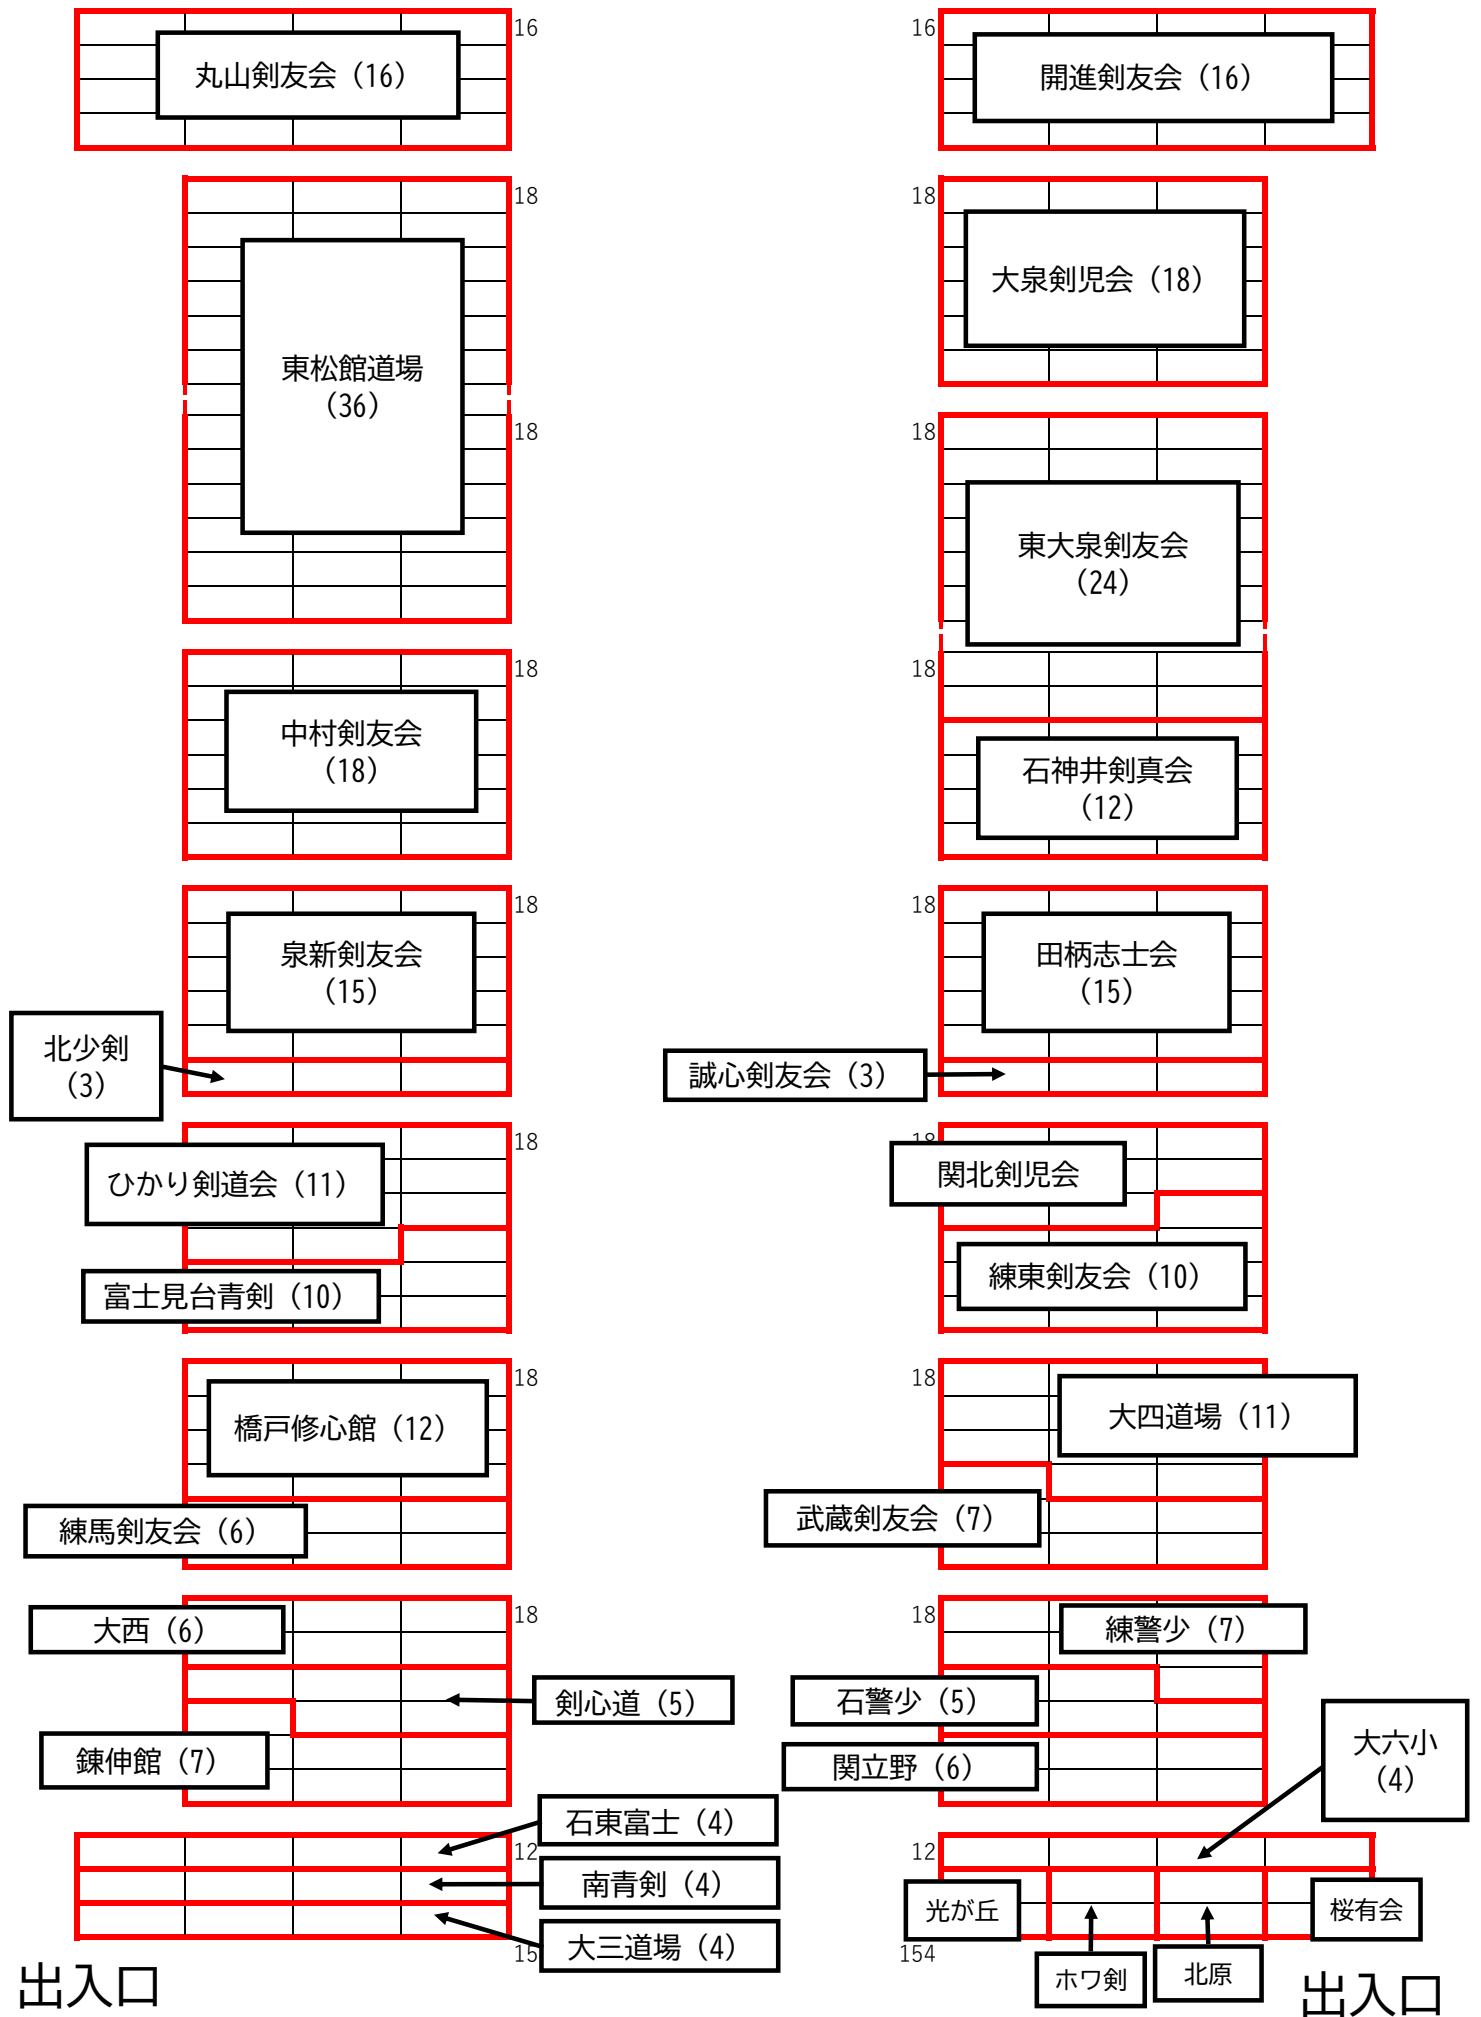 16
丸山剣友会（16）
16
開進剣友会（16）
18
東松館道場
（36）
18
18
大泉剣児会（18）
18
東大泉剣友会
（24）
18
中村剣友会
（18）
18
石神井剣真会
（12）
18
泉新剣友会
（15）
北少剣
（3）
18
田柄志士会
（15）
誠心剣友会（3）
18
ひかり剣道会（11）
富士見台青剣（10）
18
関北剣児会
練東剣友会（10）
18
橋戸修心館（12）
練馬剣友会（6）
18
大四道場（11）
武蔵剣友会（7）
18
大西（6）
剣心道（5）
錬伸館（7）
18
練警少（7）
石警少（5）
関立野（6）
大六小
（4）
石東富士（4）
12
南青剣（4）
大三道場（4）
15
12
光が丘
ホワ剣
北原
桜有会
154
出入口
出入口